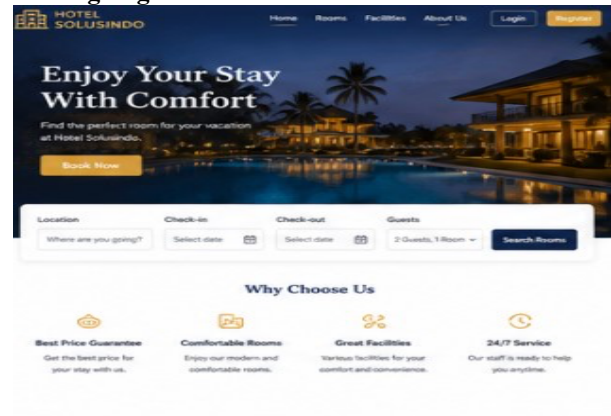 HOTEL
SOLUSINDO
Home Rooms Facilities About Us Login Register
Enjoy Your Stay
With Comfort
Find the perfect room for your vacation
at Hotel Solusindo.
Book Now
Location Check-in Check-out Guests
Where are you going? Select date Select date 2 Guests, 1 Room Search Rooms
Why Choose Us
Best Price Guarantee Comfortable Rooms Great Facilities 24/7 Service
Get the best price for Enjoy our modern and Various facilities for your Our staff is ready to help
your stay with us. comfortable rooms. comfort and convenience. you anytime.